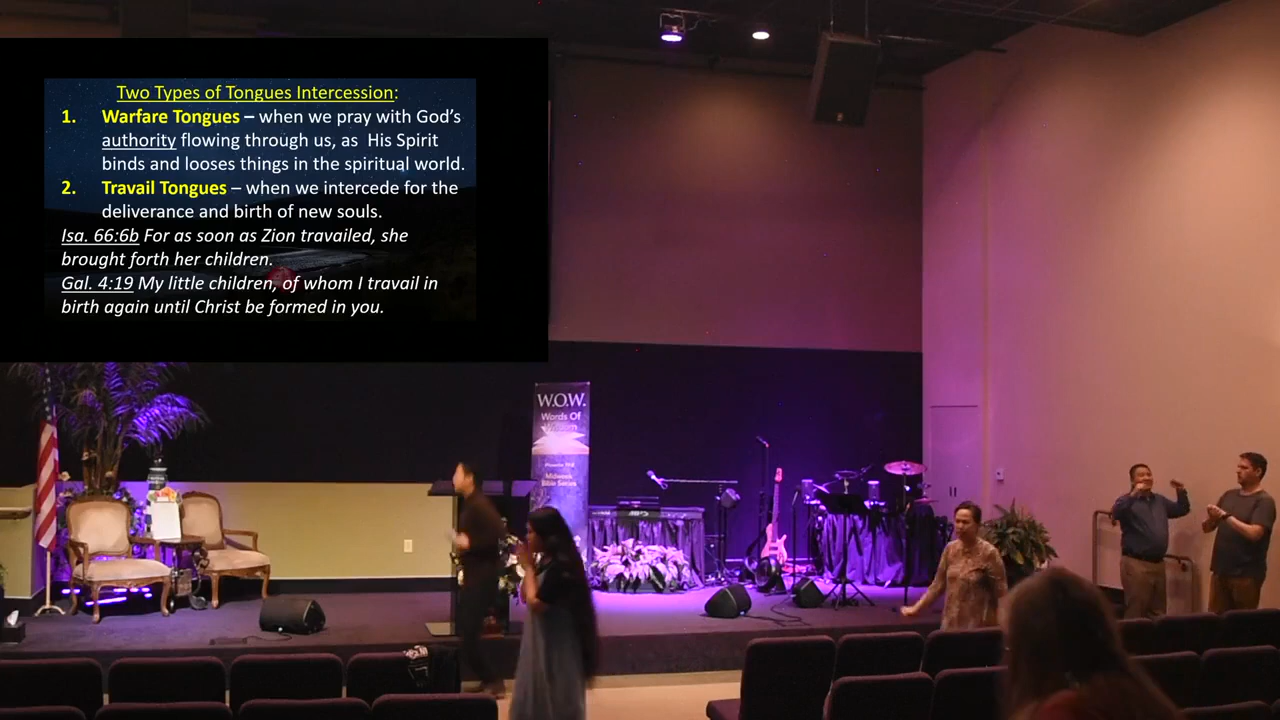 Two Types of Tongues Intercession:
1. Warfare Tongues – when we pray with God's
authority flowing through us, as His Spirit
binds and looses things in the spiritual world.
2. Travail Tongues – when we intercede for the
deliverance and birth of new souls.
Isa. 66:6b For as soon as Zion travailed, she
brought forth her children.
Gal. 4:19 My little children, of whom I travail in
birth again until Christ be formed in you.
W.O.W.
Words Of
Midweek
Bible Series